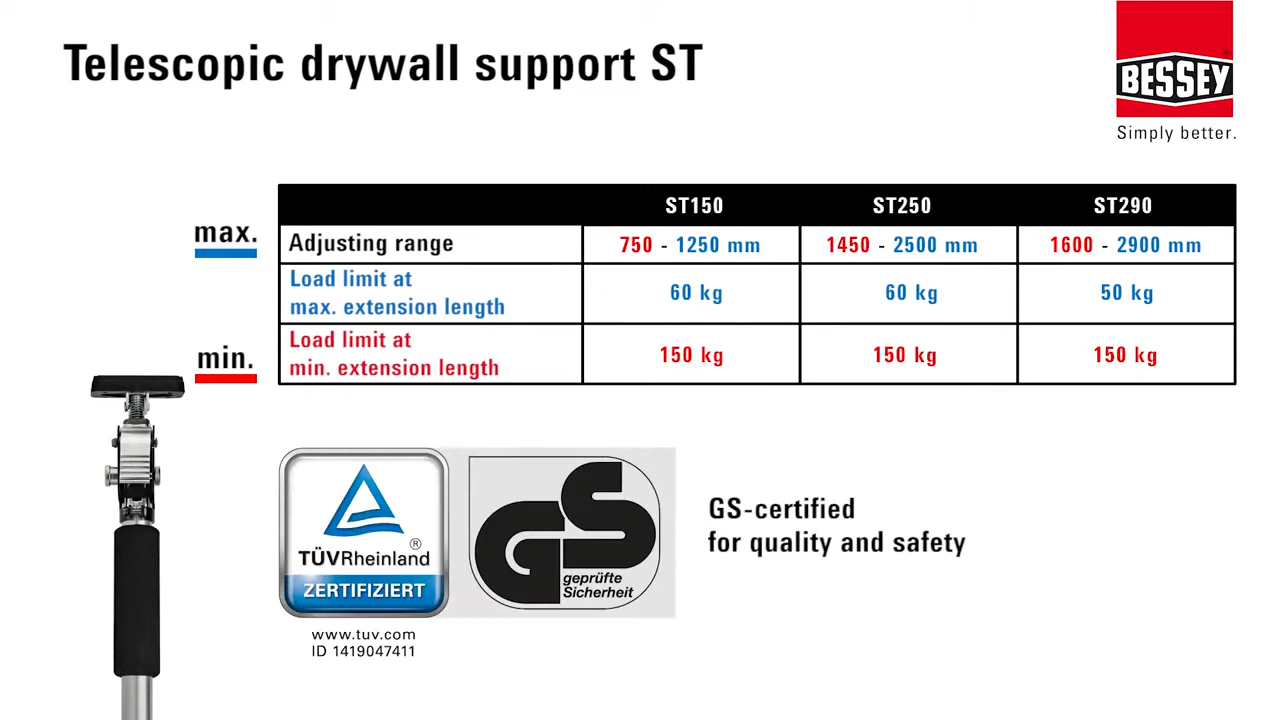 Telescopic drywall support ST
BESSEY
®
Simply better.
ST150 ST250 ST290
max.
Adjusting range 750 - 1250 mm 1450 - 2500 mm 1600 - 2900 mm
Load limit at
max. extension length 60 kg 60 kg 50 kg
min.
Load limit at
min. extension length 150 kg 150 kg 150 kg
TÜVRheinland®
ZERTIFIZIERT
GS
geprüfte
Sicherheit
GS-certified
for quality and safety
www.tuv.com
ID 1419047411